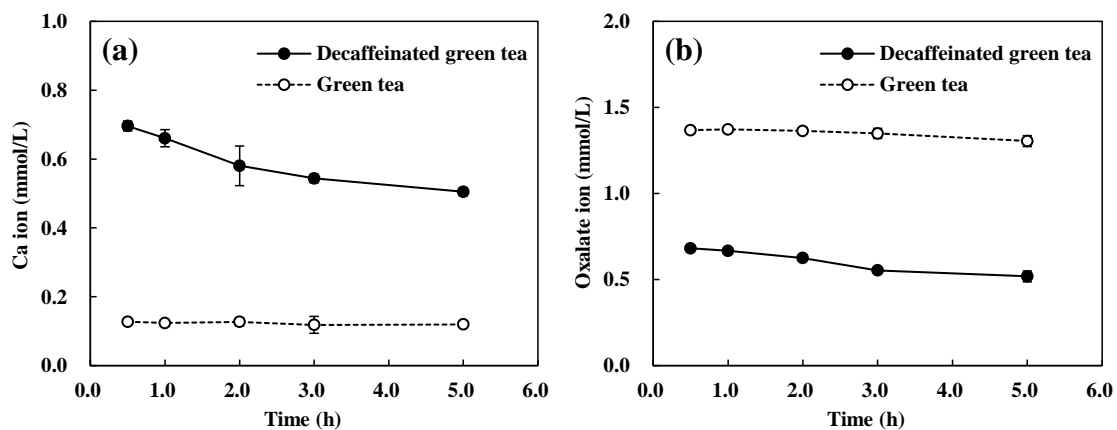 (a)
Decaffeinated green tea
Green tea
Ca ion (mmol/L)
1.0
0.8
0.6
0.4
0.2
0.0
0.0 1.0 2.0 3.0 4.0 5.0 6.0
Time (h)
(b)
Decaffeinated green tea
Green tea
Oxalate ion (mmol/L)
2.0
1.5
1.0
0.5
0.0
0.0 1.0 2.0 3.0 4.0 5.0 6.0
Time (h)